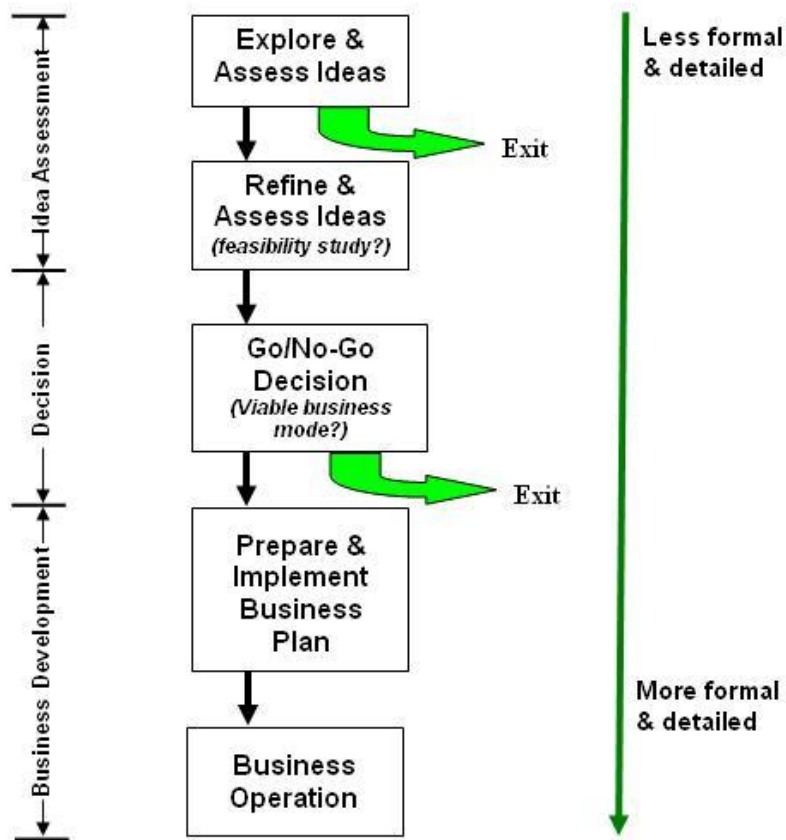 Explore &
Assess Ideas
Less formal
& detailed
Exit
Idea Assessment
Refine &
Assess Ideas
(feasibility study?)
Decision
Go/No-Go
Decision
(Viable business
mode?)
Exit
Business Development
Prepare &
Implement
Business
Plan
More formal
& detailed
Business
Operation